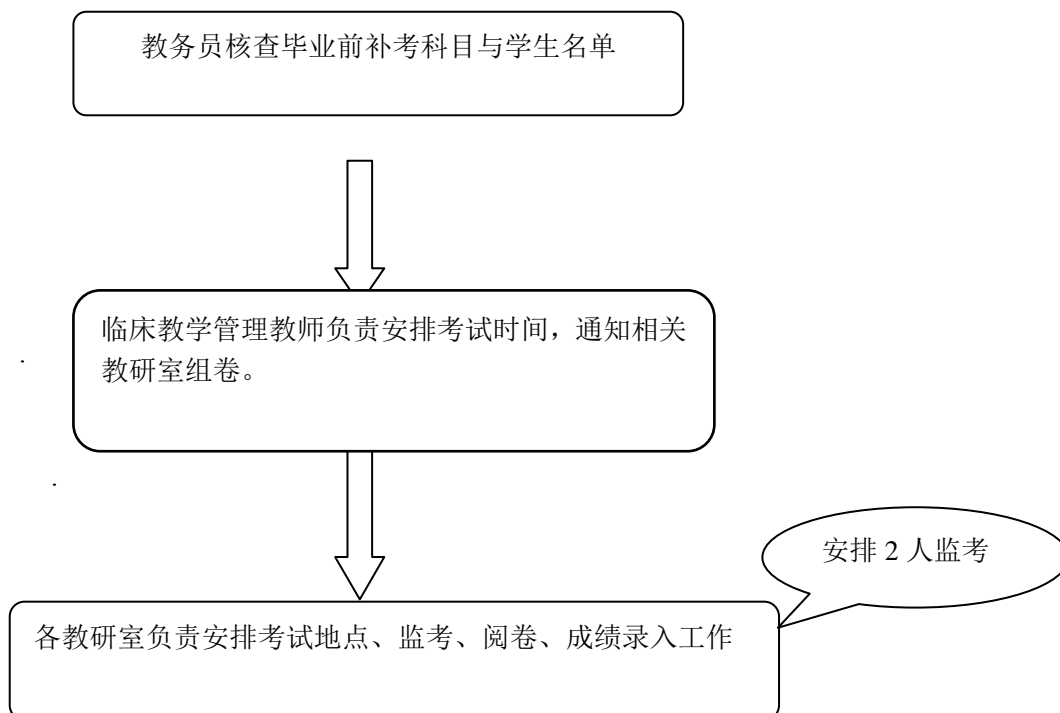 教务员核查毕业前补考科目与学生名单
临床教学管理教师负责安排考试时间，通知相关
教研室组卷。
安排 2 人监考
各教研室负责安排考试地点、监考、阅卷、成绩录入工作